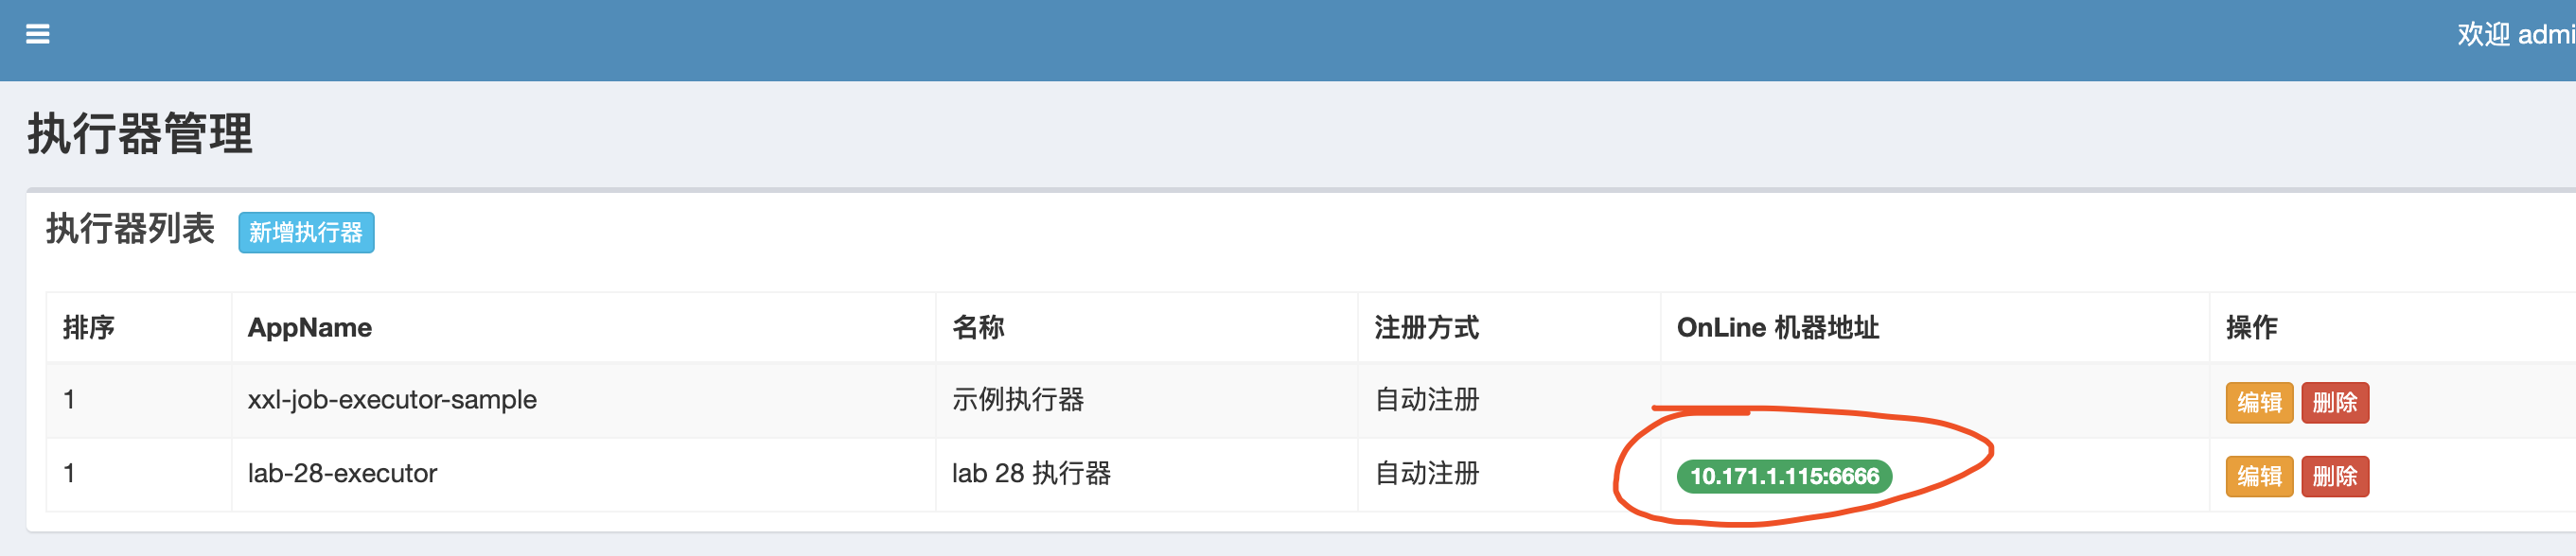 欢迎 admi
执行器管理
执行器列表 新增执行器
排序 AppName 名称 注册方式 OnLine 机器地址 操作
1 xxl-job-executor-sample 示例执行器 自动注册 编辑 删除
1 lab-28-executor lab 28 执行器 自动注册 10.171.1.115:6666 编辑 删除